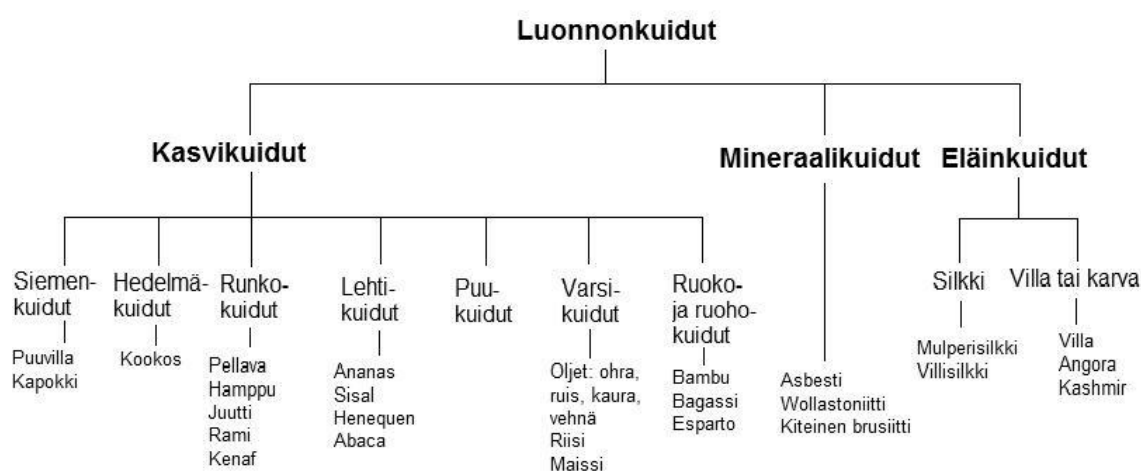 Luonnonkuidut
Kasvikuidut
Mineraalikuidut
Eläinkuidut
Siemen-
kuidut
Puuvilla
Kapokki
Hedelmä-
kuidut
Kookos
Runko-
kuidut
Pellava
Hamppu
Juutti
Rami
Kenaf
Lehti-
kuidut
Ananas
Sisal
Henequen
Abaca
Puu-
kuidut
Varsi-
kuidut
Oljet: ohra,
ruis, kaura,
vehnä
Riisi
Maissi
Ruoko-
ja ruoho-
kuidut
Bambu
Bagassi
Esparto
Asbesti
Wollastoniitti
Kiteinen brusiitti
Silkki
Mulperisilkki
Villisilkki
Villa tai karva
Villa
Angora
Kashmir